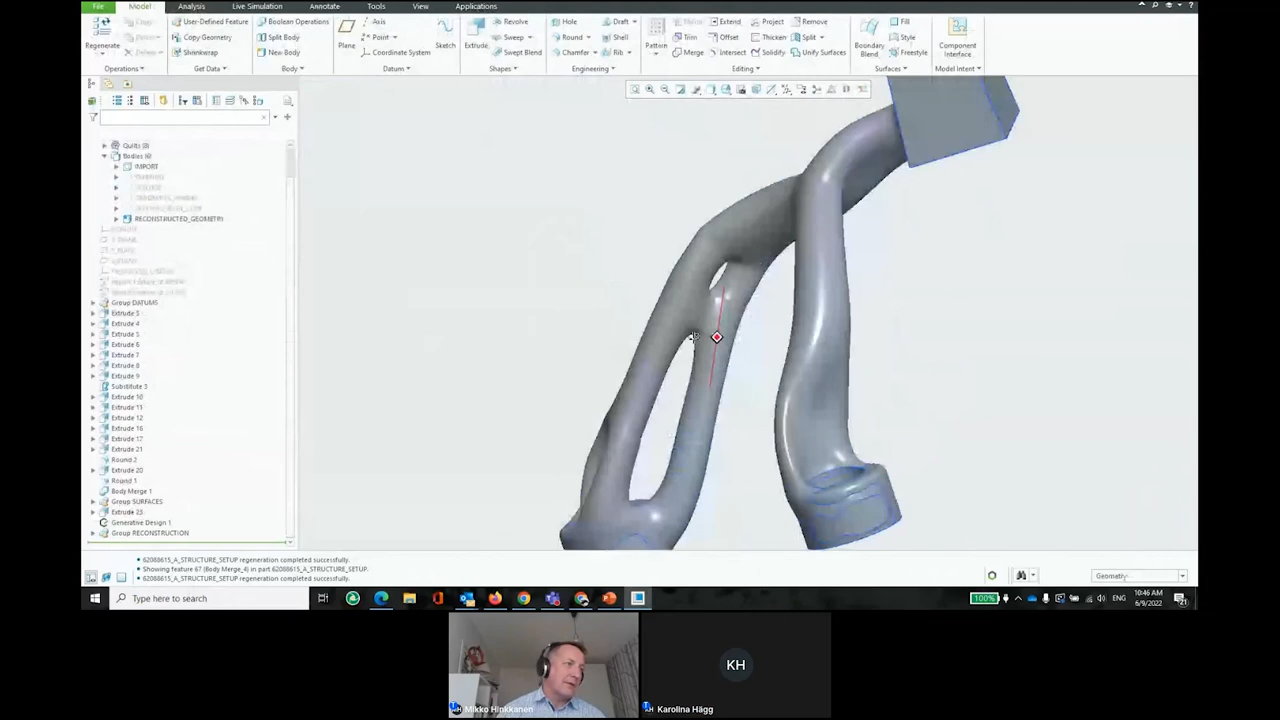 File Model Analysis Live Simulation Annotate Tools View Applications
Regenerate
Operations
User-Defined Feature
Copy Geometry
Shrinkwrap
Get Data
Boolean Operations
Split Body
New Body
Body
Plane
Axis
Point
Coordinate System
Datum
Sketch
Extrude
Revolve
Sweep
Swept Blend
Shapes
Hole
Round
Chamfer
Draft
Shell
Rib
Engineering
Pattern
Trim
Merge
Extend
Offset
Intersect
Project
Thicken
Solidify
Remove
Split
Unify Surfaces
Editing
Boundary
Blend
Fill
Style
Freestyle
Surfaces
Component
Interface
Model Intent
Quilts (8)
Bodies (6)
IMPORT
RECONSTRUCTED_GEOMETRY
Group DATUMS
Extrude 3
Extrude 4
Extrude 5
Extrude 6
Extrude 7
Extrude 8
Extrude 9
Substitute 3
Extrude 10
Extrude 11
Extrude 12
Extrude 16
Extrude 17
Extrude 21
Round 2
Extrude 20
Round 1
Body Merge 1
Group SURFACES
Extrude 23
Generative Design 1
Group RECONSTRUCTION
62088615_A_STRUCTURE_SETUP regeneration completed successfully.
Showing feature 67 (Body Merge_4) in part 62088615_A_STRUCTURE_SETUP.
62088615_A_STRUCTURE_SETUP regeneration completed successfully.
Geometry
Type here to search
100%
ENG
10:46 AM
6/9/2022
21
KH
Mikko Hinkkanen
Karolina Hägg